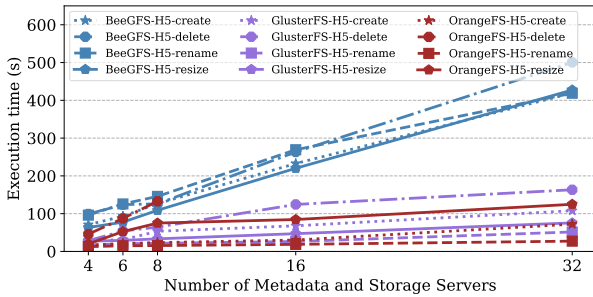 600
500
400
300
200
100
0
Execution time (s)
BeeGFS-H5-create GlusterFS-H5-create OrangeFS-H5-create
BeeGFS-H5-delete GlusterFS-H5-delete OrangeFS-H5-delete
BeeGFS-H5-rename GlusterFS-H5-rename OrangeFS-H5-rename
BeeGFS-H5-resize GlusterFS-H5-resize OrangeFS-H5-resize
4 6 8 16 32
Number of Metadata and Storage Servers